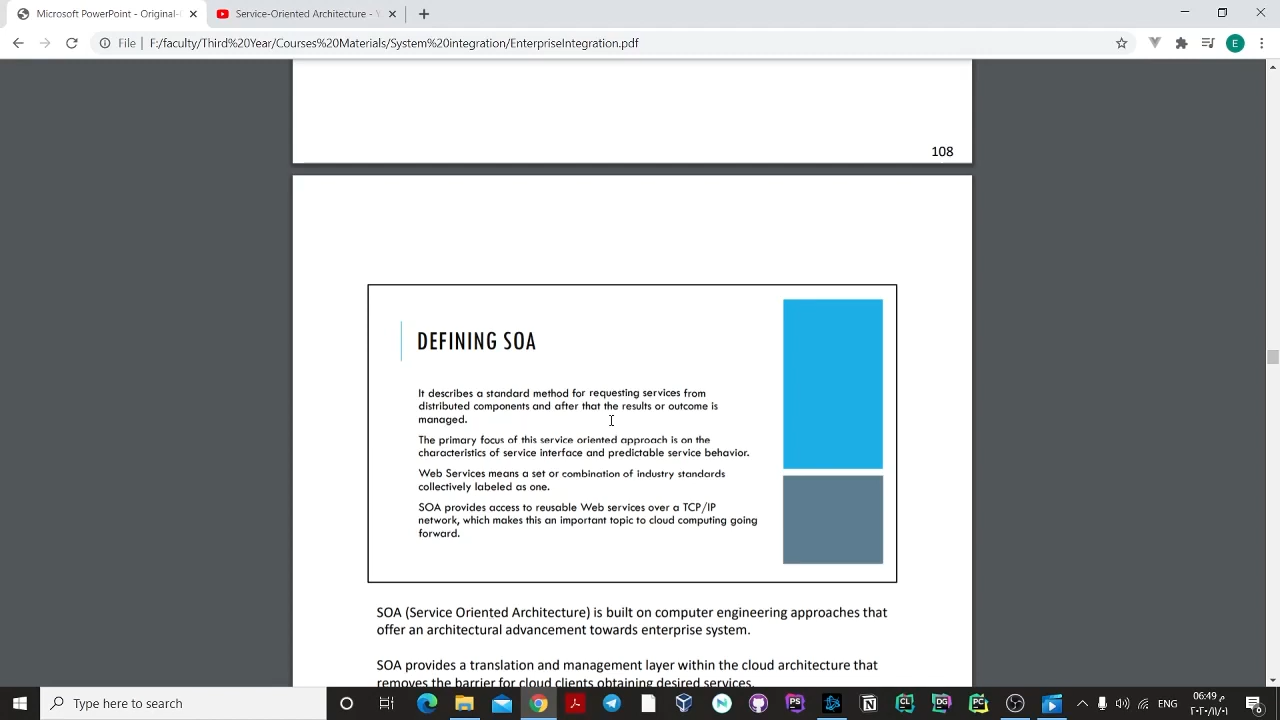 Microsoft PowerPoint - Original-
Service-Oriented Architecture - Y
File
F:/faculty/Third%20Year/Courses%20Materials/System%20integration/EnterpriseIntegration.pdf
E
108
DEFINING SOA
It describes a standard method for requesting services from
distributed components and after that the results or outcome is
managed.
The primary focus of this service oriented approach is on the
characteristics of service interface and predictable service behavior.
Web Services means a set or combination of industry standards
collectively labeled as one.
SOA provides access to reusable Web services over a TCP/IP
network, which makes this an important topic to cloud computing going
forward.
SOA (Service Oriented Architecture) is built on computer engineering approaches that
offer an architectural advancement towards enterprise system.
SOA provides a translation and management layer within the cloud architecture that
removes the barrier for cloud clients obtaining desired services.
Type here to search
CL
DG
PS
PC
ENG
06:49